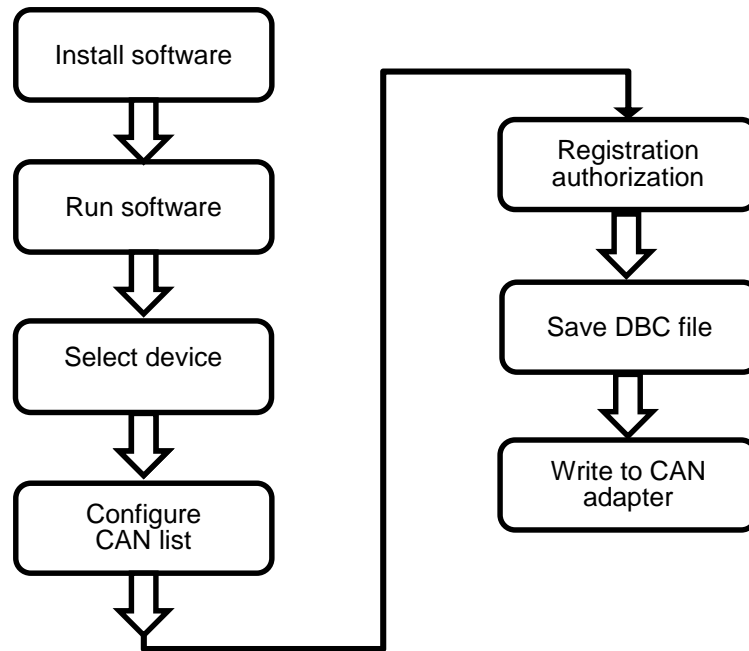 Install software
Run software
Select device
Configure
CAN list
Registration
authorization
Save DBC file
Write to CAN
adapter